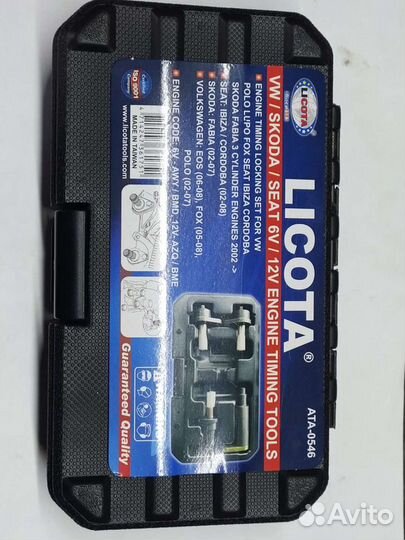 LICOTA
LICOTA®
ATA-0546
VW / SKODA / SEAT 6V / 12V ENGINE TIMING TOOLS
• ENGINE TIMING LOCKING SET FOR VW
POLO LUPO FOX SEAT IBIZA CORDOBA
SKODA FABIA 3 CYLINDER ENGINES 2002 ->
SEAT: IBIZA / CORDOBA (02-08)
• SKODA: FABIA (02-07)
• VOLKSWAGEN: EOS (06-08), FOX (05-08),
POLO (02-07)
• ENGINE CODE: 6V - AWY / BMD, 12V- AZQ / BME
Certified
Company
ISO 9001
MADE IN TAIWAN
www.licotatools.com
Guaranteed Quality
Avito